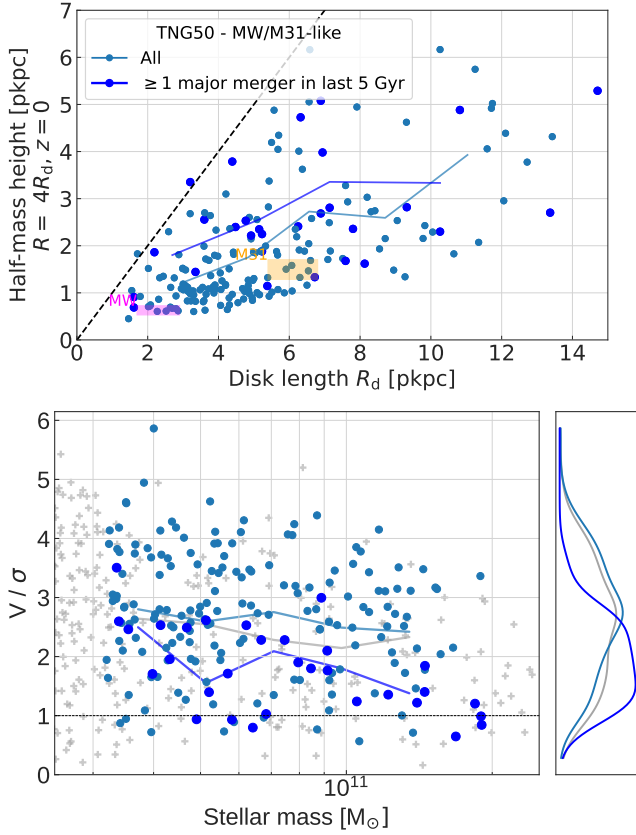 7
6
5
4
3
2
1
0
Half-mass height [pkpc]
R = 4R_d, z = 0
TNG50 - MW/M31-like
All
≥ 1 major merger in last 5 Gyr
M31
MW
0 2 4 6 8 10 12 14
Disk length R_d [pkpc]
6
5
4
3
2
1
0
V / σ
10^11
Stellar mass [M_⊙]